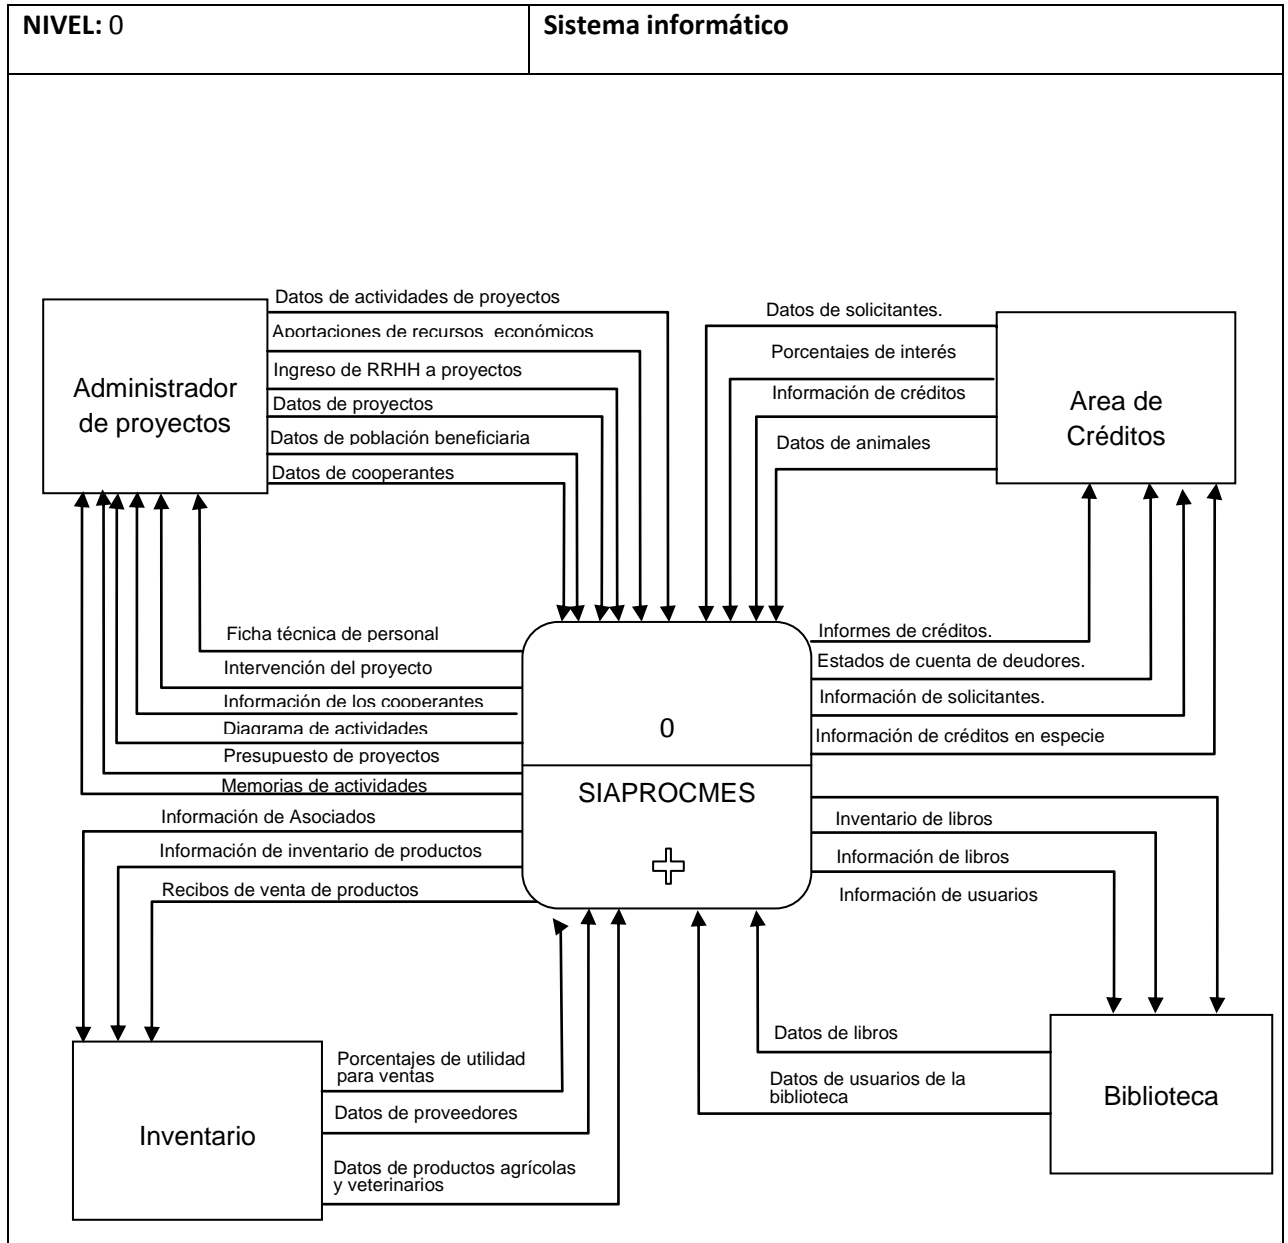 NIVEL: 0
Sistema informático
Datos de actividades de proyectos
Aportaciones de recursos económicos
Ingreso de RRHH a proyectos
Datos de proyectos
Datos de población beneficiaria
Datos de cooperantes
Administrador
de proyectos
Datos de solicitantes.
Porcentajes de interés
Información de créditos
Datos de animales
Area de
Créditos
Ficha técnica de personal
Intervención del proyecto
Información de los cooperantes
Diagrama de actividades
Presupuesto de proyectos
Memorias de actividades
Información de Asociados
Información de inventario de productos
Recibos de venta de productos
0
SIAPROCMES
Informes de créditos.
Estados de cuenta de deudores.
Información de solicitantes.
Información de créditos en especie
Inventario de libros
Información de libros
Información de usuarios
Inventario
Porcentajes de utilidad
para ventas
Datos de proveedores
Datos de productos agrícolas
y veterinarios
Datos de libros
Datos de usuarios de la
biblioteca
Biblioteca